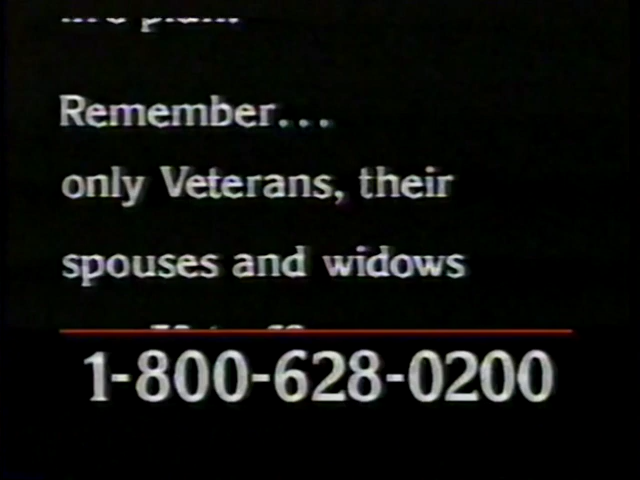 Remember...
only Veterans, their
spouses and widows
1-800-628-0200